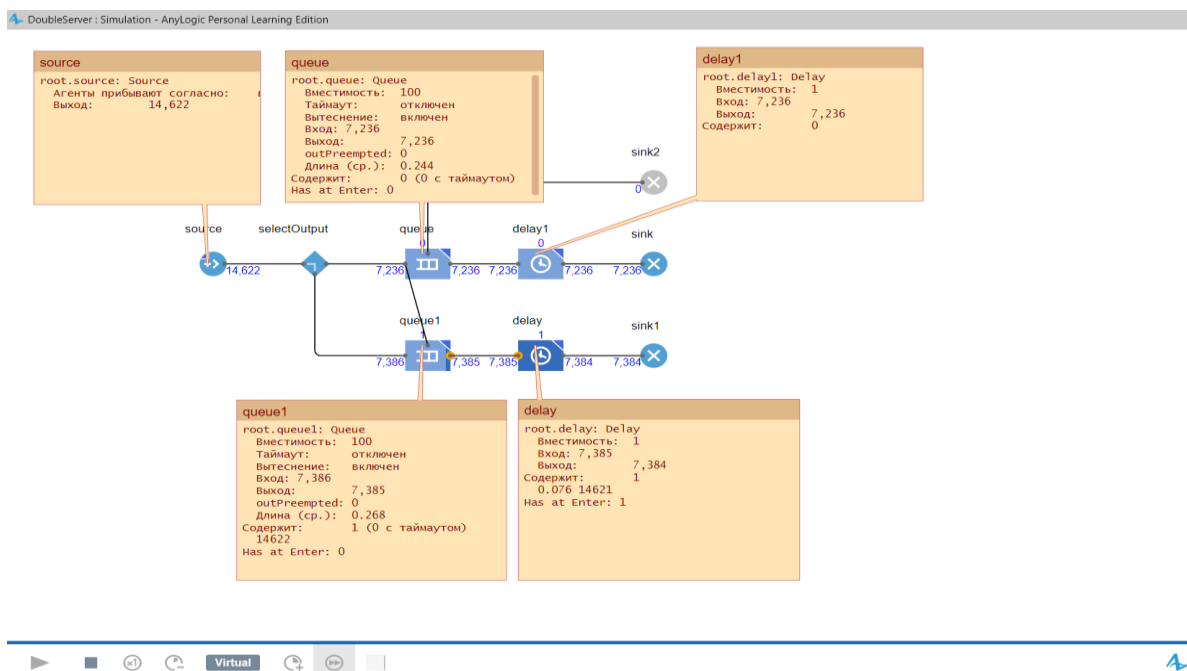 DoubleServer : Simulation - AnyLogic Personal Learning Edition
source
root.source: Source
Агенты прибывают согласно:
Выход: 14,622
queue
root.queue: Queue
Вместимость: 100
Таймаут: отключен
Вытеснение: включен
Вход: 7,236
Выход: 7,236
outPreempted: 0
Длина (ср.): 0.244
Содержит: 0 (0 с таймаутом)
Has at Enter: 0
delay1
root.delay1: Delay
Вместимость: 1
Вход: 7,236
Выход: 7,236
Содержит: 0
sink2
0
source selectOutput queue delay1 sink
0 0
14,622 7,236 7,236 7,236 7,236 7,236
queue1 delay sink1
1 1
7,386 7,385 7,385 7,384 7,384
queue1
root.queue1: Queue
Вместимость: 100
Таймаут: отключен
Вытеснение: включен
Вход: 7,386
Выход: 7,385
outPreempted: 0
Длина (ср.): 0.268
Содержит: 1 (0 с таймаутом)
14622
Has at Enter: 0
delay
root.delay: Delay
Вместимость: 1
Вход: 7,385
Выход: 7,384
Содержит: 1
0.076 14621
Has at Enter: 1
x1 Virtual